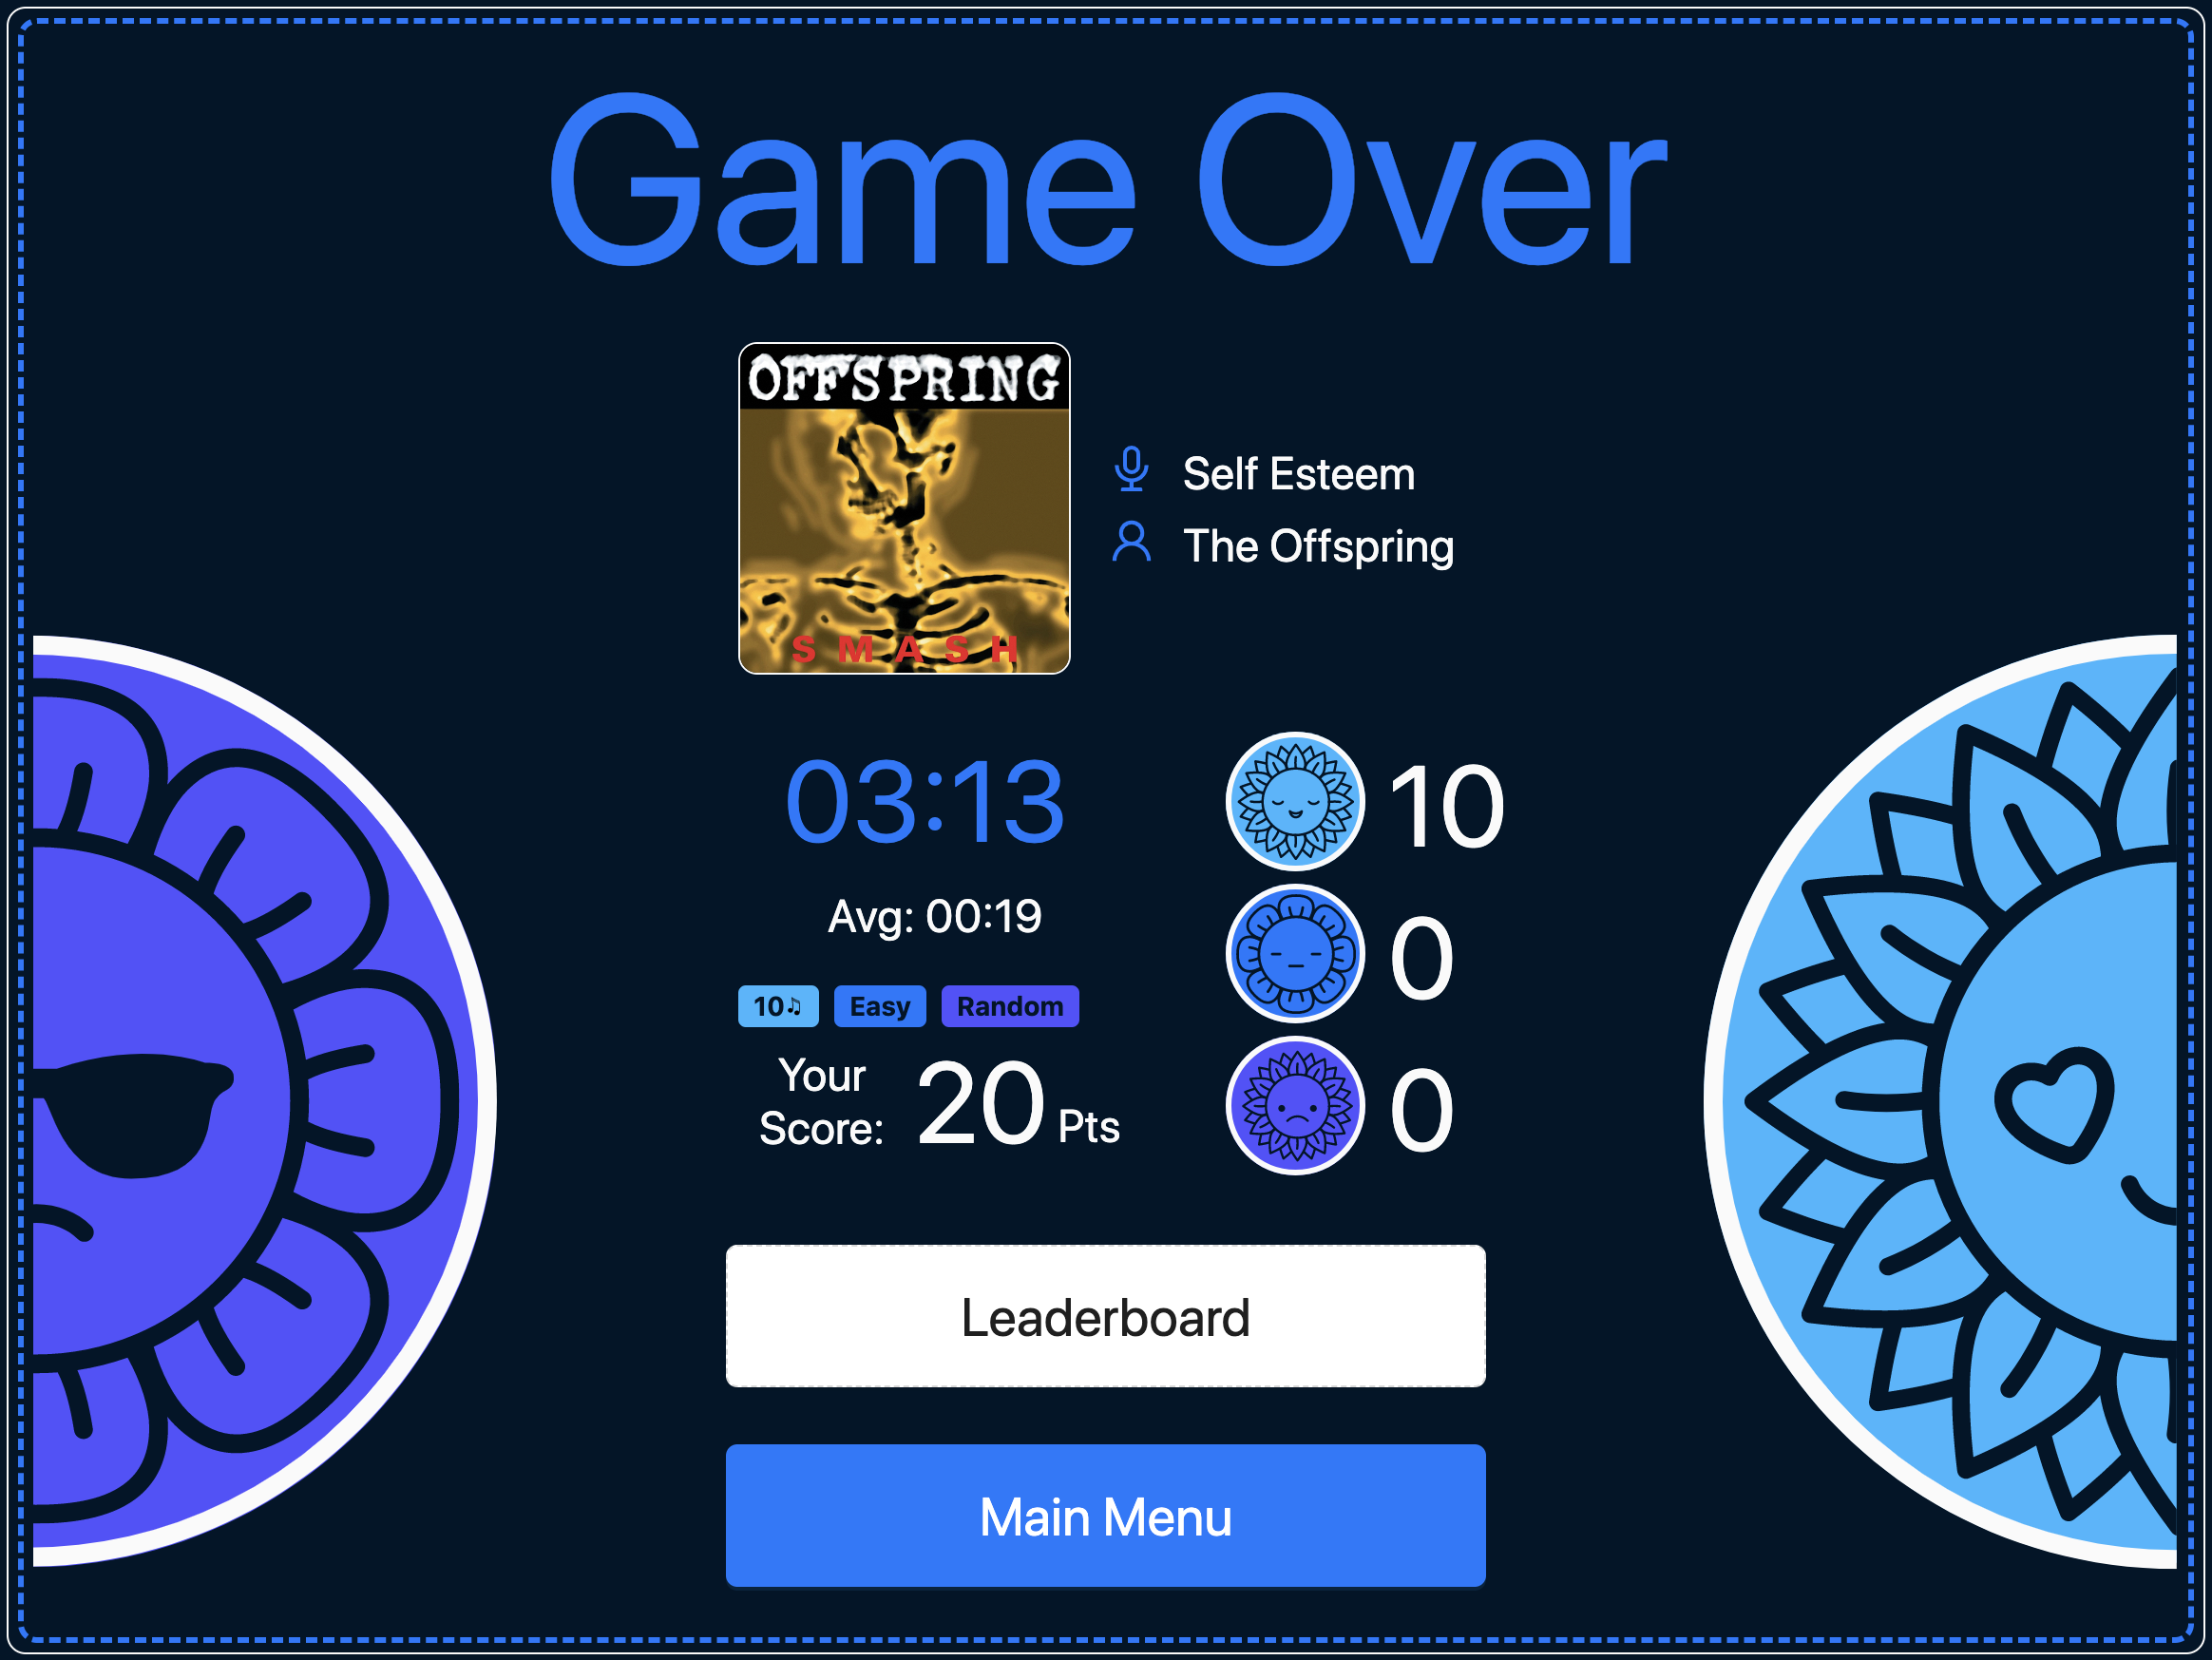 Game Over
OFFSPRING
SMASH
Self Esteem
The Offspring
03:13
Avg: 00:19
10♫ Easy Random
Your Score: 20 Pts
10
0
0
Leaderboard
Main Menu